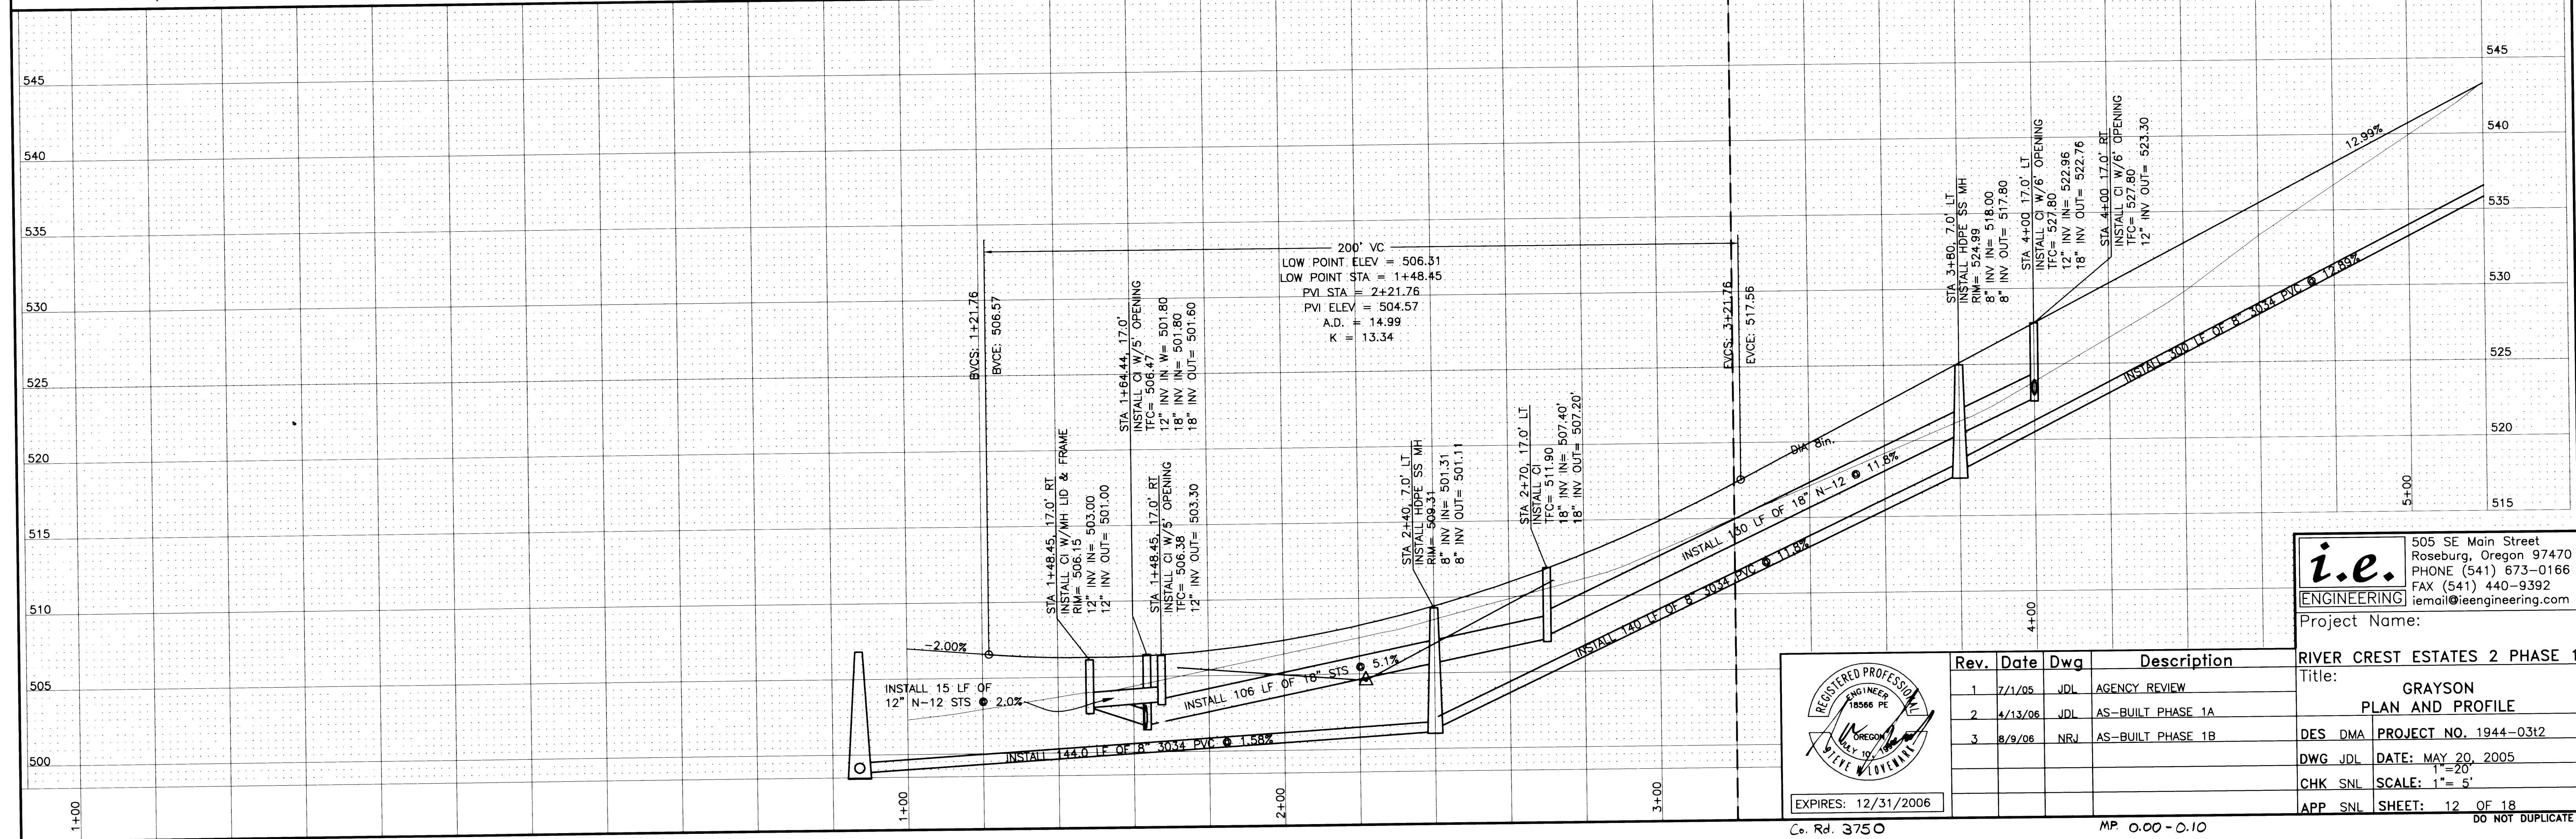 545
540
535
530
525
520
515
510
505
500
1+00
1+00
2+00
3+00
4+00
5+00
545
540
535
530
525
520
515
200' VC
LOW POINT ELEV = 506.31
LOW POINT STA = 1+48.45
PVI STA = 2+21.76
PVI ELEV = 504.57
A.D. = 14.99
K = 13.34
BVCS: 1+21.76
BVCE: 506.57
EVCS: 3+21.76
EVCE: 517.56
STA 1+48.45, 17.0' RT
INSTALL CI W/MH LID & FRAME
RIM= 506.15
12" INV IN= 503.00
12" INV OUT= 501.00
STA 1+64.44, 17.0'
INSTALL CI W/5' OPENING
TFC= 506.47
12" INV IN W= 501.80
18" INV IN= 501.80
18" INV OUT= 501.60
STA 1+48.45, 17.0' RT
INSTALL CI W/5' OPENING
TFC= 506.38
12" INV OUT= 503.30
STA 2+40, 7.0' LT
INSTALL HDPE SS MH
RIM= 509.31
8" INV IN= 501.31
8" INV OUT= 501.11
STA 2+70, 17.0' LT
INSTALL CI
TFC= 511.90
18" INV IN= 507.40'
18" INV OUT= 507.20'
STA 3+80, 7.0' LT
INSTALL HDPE SS MH
RIM= 524.99
8" INV IN= 518.00
8" INV OUT= 517.80
STA 4+00 17.0' LT
INSTALL CI W/6' OPENING
TFC= 527.80
12" INV IN= 522.96
18" INV OUT= 522.76
STA 4+00 17.0' RT
INSTALL CI W/6' OPENING
TFC= 527.80
12" INV OUT= 523.30
-2.00%
12.99%
DIA 8in.
INSTALL 15 LF OF
12" N-12 STS @ 2.0%
INSTALL 106 LF OF 18" STS @ 5.1%
INSTALL 144.0 LF OF 8" 3034 PVC @ 1.58%
INSTALL 130 LF OF 18" N-12 @ 11.8%
INSTALL 140 LF OF 8" 3034 PVC @ 11.8%
INSTALL 300 LF OF 8" 3034 PVC @ 12.89%
REGISTERED PROFESSIONAL
ENGINEER
18566 PE
OREGON
JULY 10,
STEVE N LOVEMARK
EXPIRES: 12/31/2006
Rev. Date Dwg Description
1 7/1/05 JDL AGENCY REVIEW
2 4/13/06 JDL AS-BUILT PHASE 1A
3 8/9/06 NRJ AS-BUILT PHASE 1B
i.e.
ENGINEERING
505 SE Main Street
Roseburg, Oregon 97470
PHONE (541) 673-0166
FAX (541) 440-9392
iemail@ieengineering.com
Project Name:
RIVER CREST ESTATES 2 PHASE 1
Title:
GRAYSON
PLAN AND PROFILE
DES DMA PROJECT NO. 1944-03t2
DWG JDL DATE: MAY 20, 2005
CHK SNL SCALE: 1"=20' 1"= 5'
APP SNL SHEET: 12 OF 18
DO NOT DUPLICATE
Co. Rd. 3750
MP. 0.00-0.10